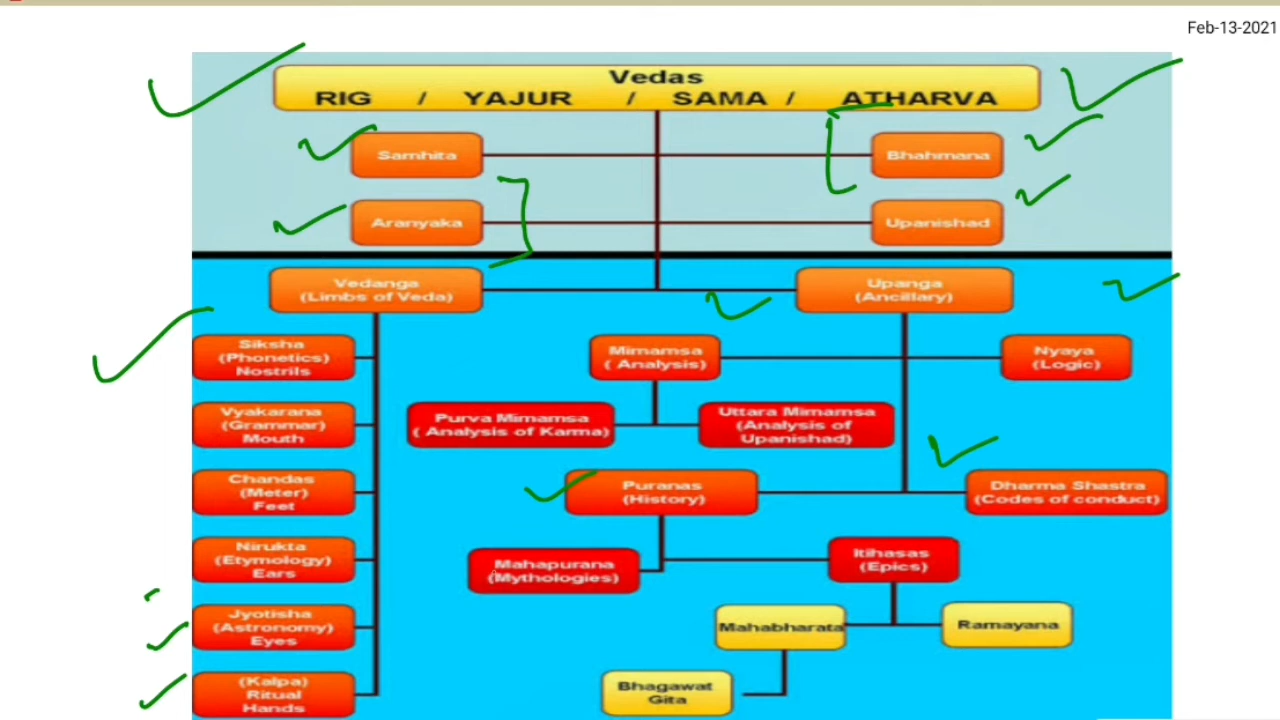 Feb-13-2021
Vedas
RIG / YAJUR / SAMA / ATHARVA
Samhita
Bhahmana
Aranyaka
Upanishad
Vedanga
(Limbs of Veda)
Upanga
(Ancillary)
Siksha
(Phonetics)
Nostrils
Mimamsa
( Analysis)
Nyaya
(Logic)
Vyakarana
(Grammar)
Mouth
Purva Mimamsa
( Analysis of Karma)
Uttara Mimamsa
(Analysis of
Upanishad)
Chandas
(Meter)
Feet
Puranas
(History)
Dharma Shastra
(Codes of conduct)
Nirukta
(Etymology)
Ears
Mahapurana
(Mythologies)
Itihasas
(Epics)
Jyotisha
(Astronomy)
Eyes
Mahabharata
Ramayana
(Kalpa)
Ritual
Hands
Bhagawat
Gita